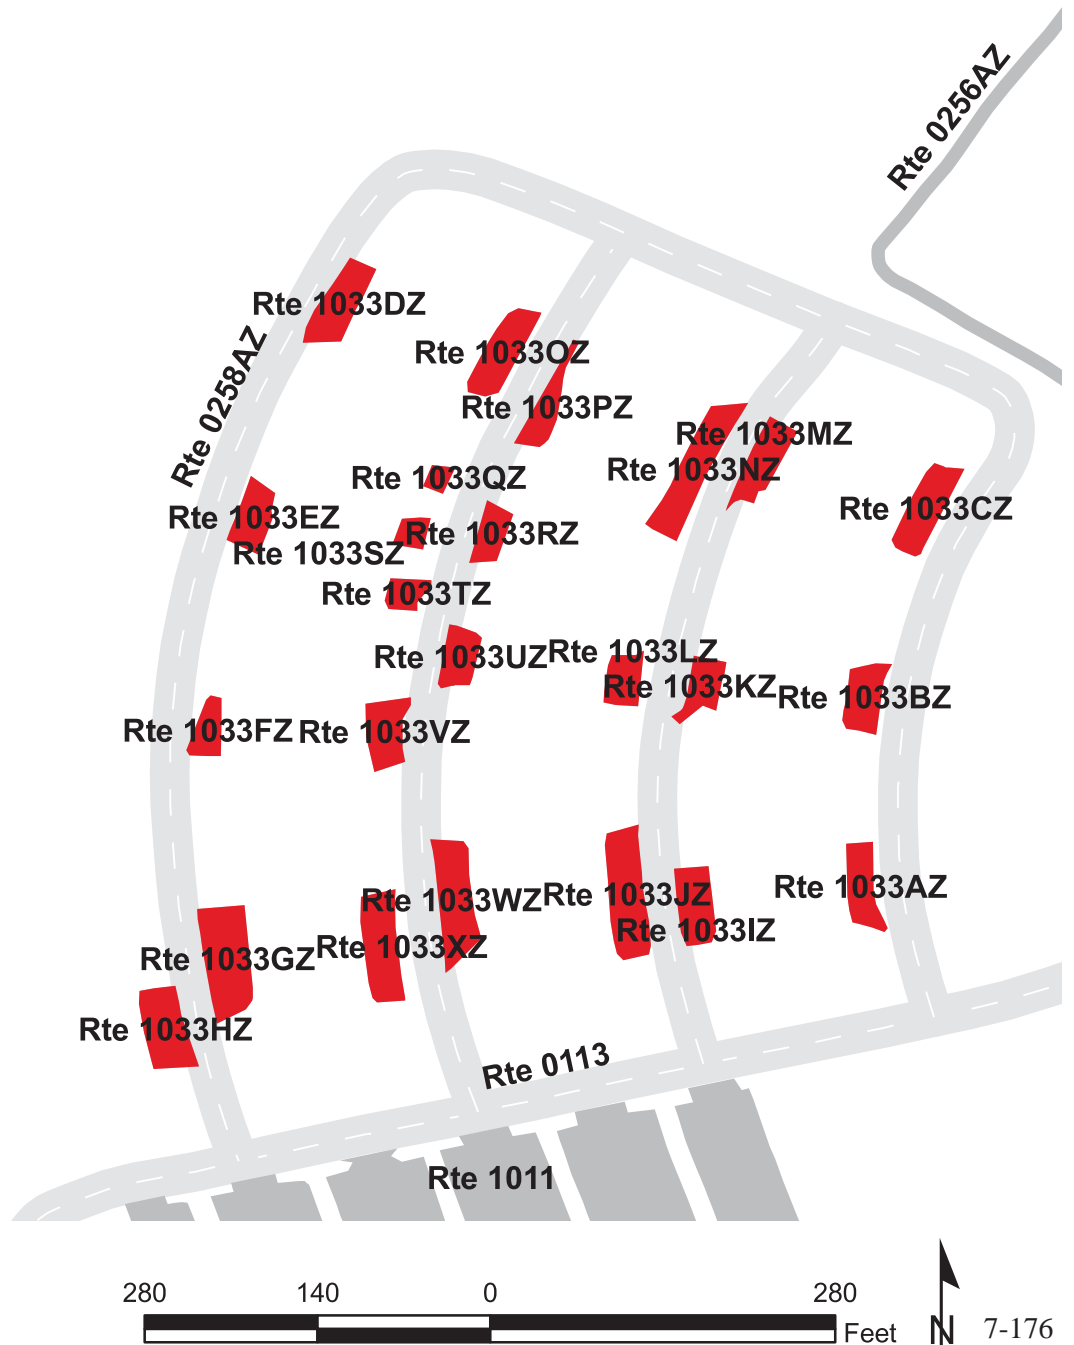 Rte 0256AZ
Rte 1033DZ
Rte 0258AZ
Rte 1033OZ
Rte 1033PZ
Rte 1033MZ
Rte 1033NZ
Rte 1033QZ
Rte 1033CZ
Rte 1033EZ
Rte 1033RZ
Rte 1033SZ
Rte 1033TZ
Rte 1033UZ
Rte 1033LZ
Rte 1033KZ
Rte 1033BZ
Rte 1033FZ
Rte 1033VZ
Rte 1033AZ
Rte 1033JZ
Rte 1033WZ
Rte 1033IZ
Rte 1033XZ
Rte 1033GZ
Rte 1033HZ
Rte 0113
Rte 1011
280 140 0 280
Feet
N
7-176